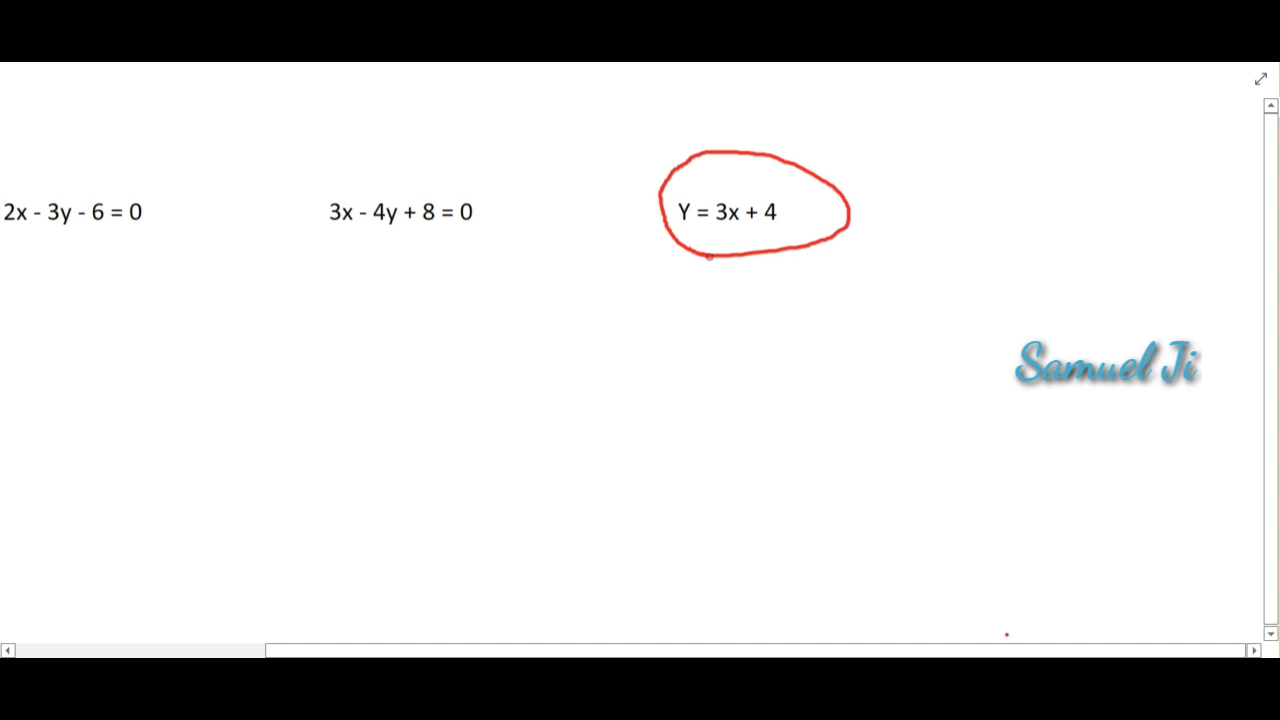 2x - 3y - 6 = 0
3x - 4y + 8 = 0
Y = 3x + 4
Samuel Ji